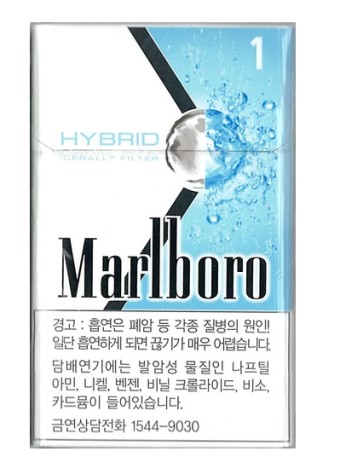 1
HYBRID
ICEBALL™ FILTER
Marlboro
경고 : 흡연은 폐암 등 각종 질병의 원인!
일단 흡연하게 되면 끊기가 매우 어렵습니다.
담배연기에는 발암성 물질인 나프틸
아민, 니켈, 벤젠, 비닐 크롤라이드, 비소,
카드뮴이 들어있습니다.
금연상담전화 1544-9030